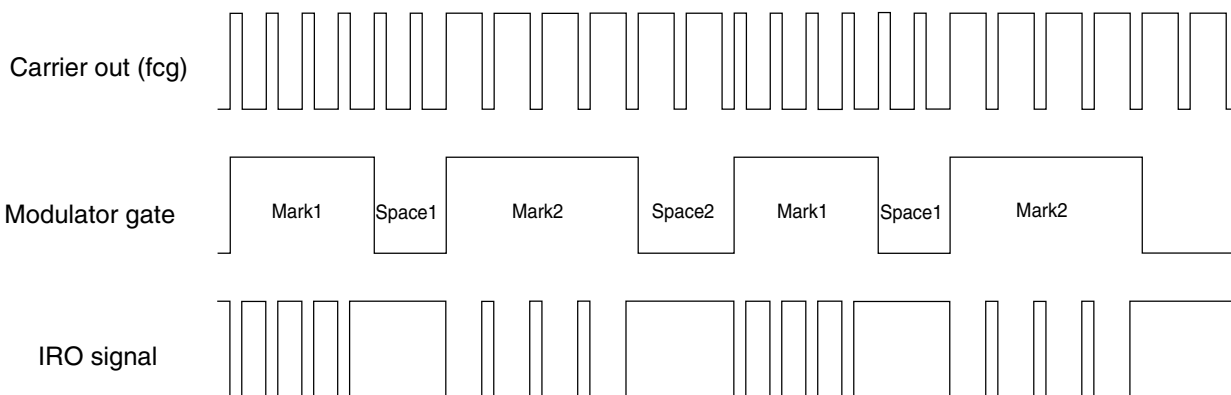 Carrier out (fcg)
Modulator gate
Mark1
Space1
Mark2
Space2
Mark1
Space1
Mark2
IRO signal